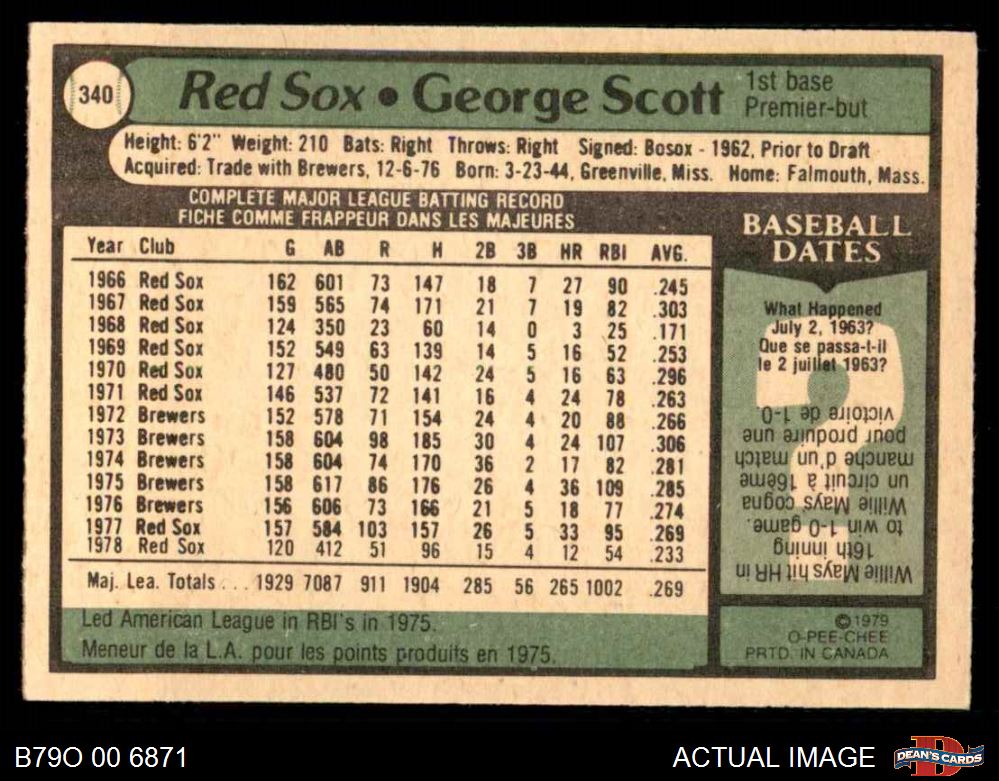 340
Red Sox • George Scott
1st base
Premier-but
Height: 6'2" Weight: 210 Bats: Right Throws: Right Signed: Bosox - 1962, Prior to Draft
Acquired: Trade with Brewers, 12-6-76 Born: 3-23-44, Greenville, Miss. Home: Falmouth, Mass.
COMPLETE MAJOR LEAGUE BATTING RECORD
FICHE COMME FRAPPEUR DANS LES MAJEURES
Year Club G AB R H 2B 3B HR RBI AVG.
1966 Red Sox 162 601 73 147 18 7 27 90 .245
1967 Red Sox 159 565 74 171 21 7 19 82 .303
1968 Red Sox 124 350 23 60 14 0 3 25 .171
1969 Red Sox 152 549 63 139 14 5 16 52 .253
1970 Red Sox 127 480 50 142 24 5 16 63 .296
1971 Red Sox 146 537 72 141 16 4 24 78 .263
1972 Brewers 152 578 71 154 24 4 20 88 .266
1973 Brewers 158 604 98 185 30 4 24 107 .306
1974 Brewers 158 604 74 170 36 2 17 82 .281
1975 Brewers 158 617 86 176 26 4 36 109 .285
1976 Brewers 156 606 73 166 21 5 18 77 .274
1977 Red Sox 157 584 103 157 26 5 33 95 .269
1978 Red Sox 120 412 51 96 15 4 12 54 .233
Maj. Lea. Totals . . . 1929 7087 911 1904 285 56 265 1002 .269
Led American League in RBI's in 1975.
Meneur de la L.A. pour les points produits en 1975.
BASEBALL
DATES
What Happened
July 2, 1963?
Que se passa-t-il
le 2 juillet 1963?
Willie Mays hit HR in
16th inning
to win 1-0 game.
Willie Mays cogna
un circuit à 16ème
manche d'un match
pour produire une
victoire de 1-0.
©1979
O-PEE-CHEE
PRTD. IN CANADA
B79O 00 6871
ACTUAL IMAGE
DEAN'S CARDS